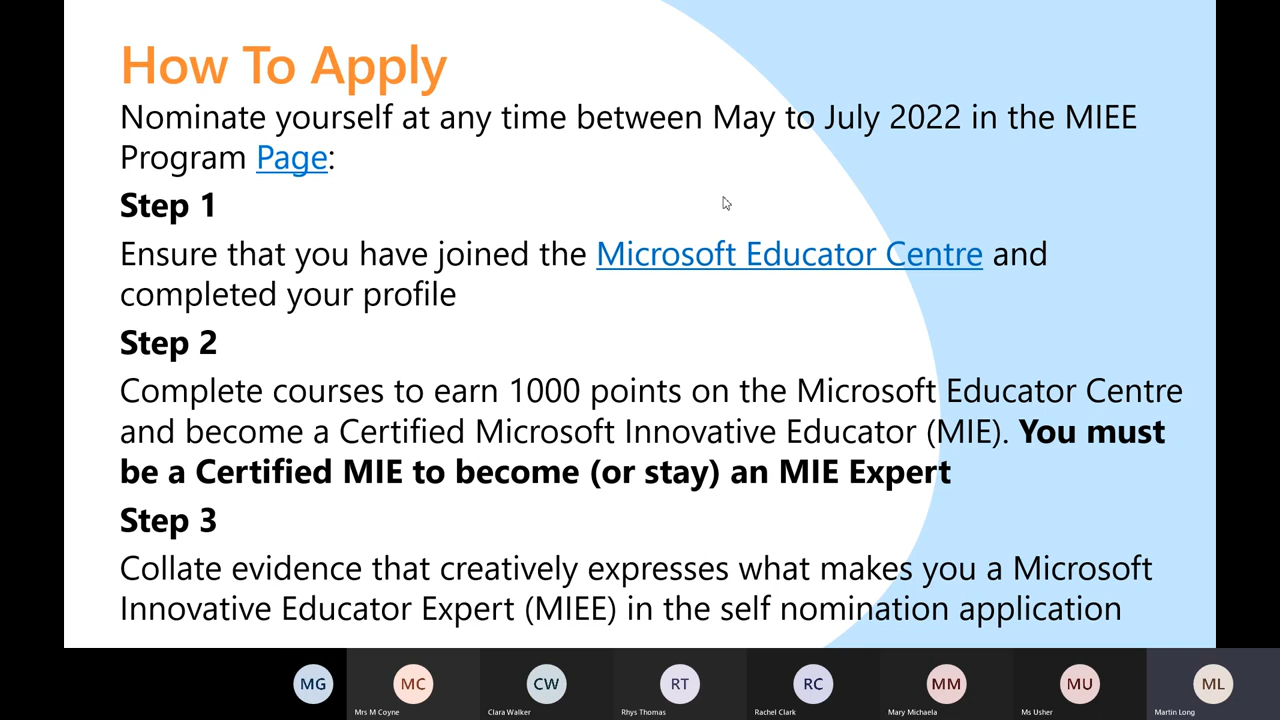 How To Apply
Nominate yourself at any time between May to July 2022 in the MIEE
Program Page:
Step 1
Ensure that you have joined the Microsoft Educator Centre and
completed your profile
Step 2
Complete courses to earn 1000 points on the Microsoft Educator Centre
and become a Certified Microsoft Innovative Educator (MIE). You must
be a Certified MIE to become (or stay) an MIE Expert
Step 3
Collate evidence that creatively expresses what makes you a Microsoft
Innovative Educator Expert (MIEE) in the self nomination application
MG MC CW RT RC MM MU ML
Mrs M Coyne Clara Walker Rhys Thomas Rachel Clark Mary Michaela Ms Usher Martin Long